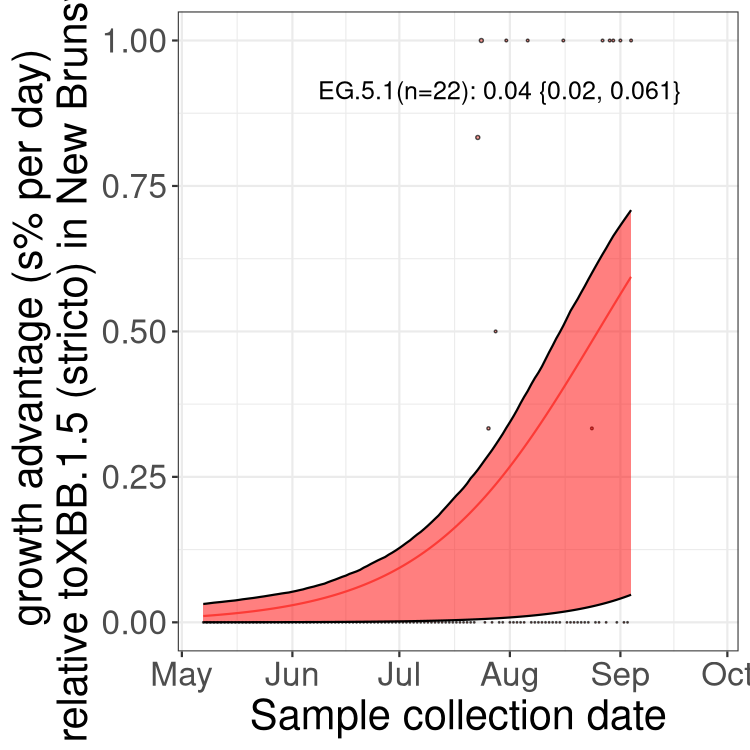 growth advantage (s% per day)
relative toXBB.1.5 (stricto) in New Bruns
1.00
0.75
0.50
0.25
0.00
EG.5.1(n=22): 0.04 {0.02, 0.061}
May Jun Jul Aug Sep Oct
Sample collection date